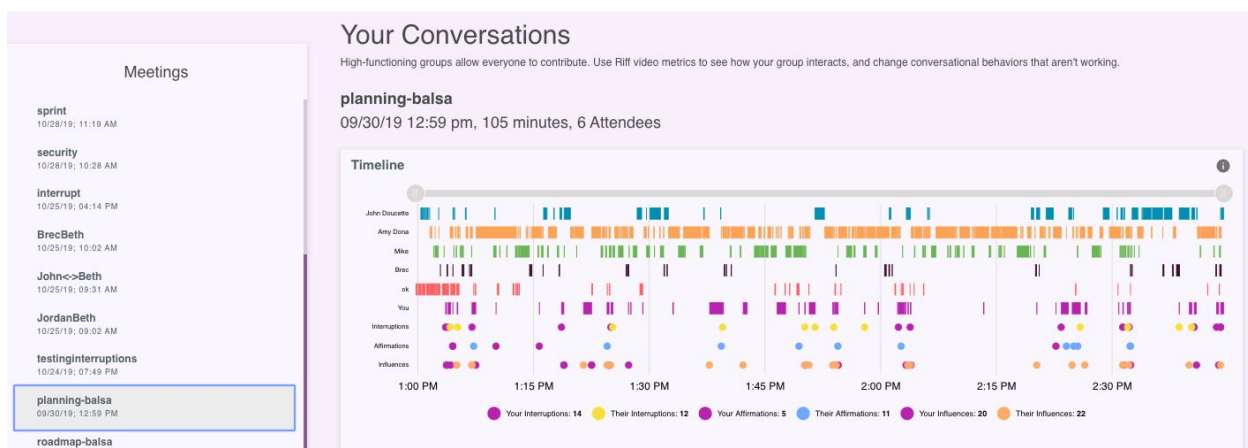 Meetings
sprint
10/28/19; 11:19 AM
security
10/28/19; 10:28 AM
interrupt
10/25/19; 04:14 PM
BrecBeth
10/25/19; 10:02 AM
John<->Beth
10/25/19; 09:31 AM
JordanBeth
10/25/19; 09:02 AM
testinginterruptions
10/24/19; 07:49 PM
planning-balsa
09/30/19; 12:59 PM
roadmap-balsa
Your Conversations
High-functioning groups allow everyone to contribute. Use Riff video metrics to see how your group interacts, and change conversational behaviors that aren't working.
planning-balsa
09/30/19 12:59 pm, 105 minutes, 6 Attendees
Timeline
John Doucette
Amy Dona
Mike
Brec
ok
You
Interruptions
Affirmations
Influences
1:00 PM 1:15 PM 1:30 PM 1:45 PM 2:00 PM 2:15 PM 2:30 PM
Your Interruptions: 14 Their Interruptions: 12 Your Affirmations: 5 Their Affirmations: 11 Your Influences: 20 Their Influences: 22